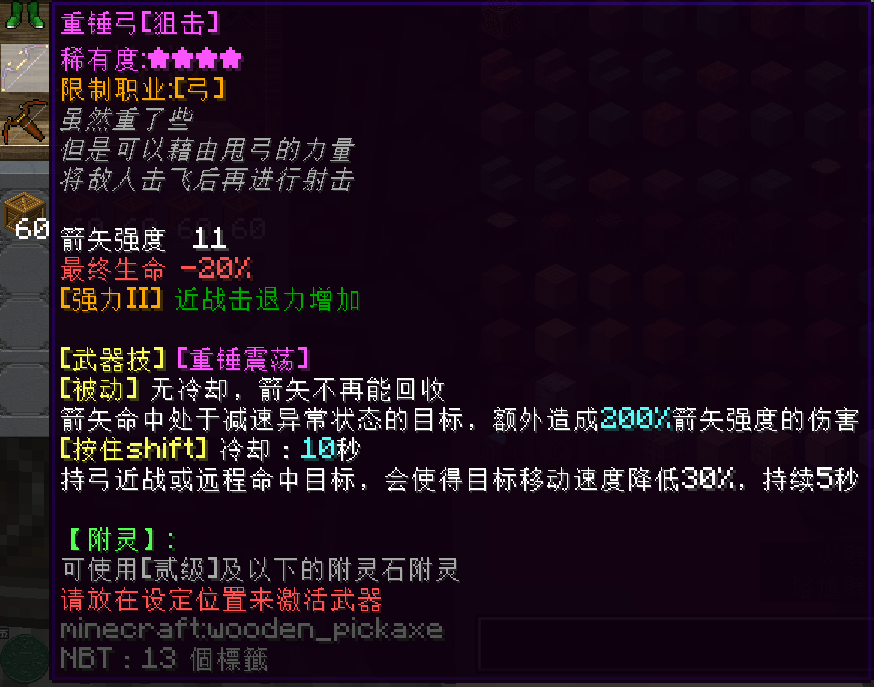 重锤弓[狙击]
稀有度:★★★★
限制职业:[弓]
虽然重了些
但是可以藉由甩弓的力量
将敌人击飞后再进行射击
60
箭矢强度 11
最终生命 -20%
[强力II] 近战击退力增加
[武器技] [重锤震荡]
[被动] 无冷却，箭矢不再能回收
箭矢命中处于减速异常状态的目标，额外造成200%箭矢强度的伤害
[按住shift] 冷却：10秒
持弓近战或远程命中目标，会使得目标移动速度降低30%，持续5秒
【附灵】:
可使用[贰级]及以下的附灵石附灵
请放在设定位置来激活武器
minecraft:wooden_pickaxe
NBT：13 個標籤